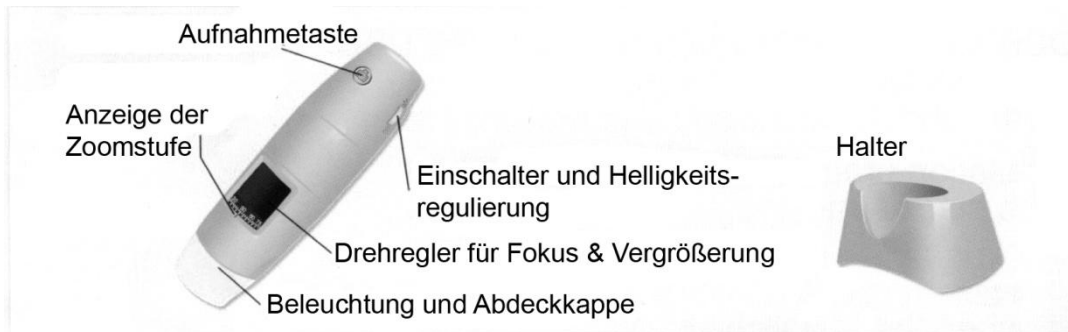 Aufnahmetaste
Anzeige der
Zoomstufe
Einschalter und Helligkeits-
regulierung
Halter
Drehregler für Fokus & Vergrößerung
Beleuchtung und Abdeckkappe